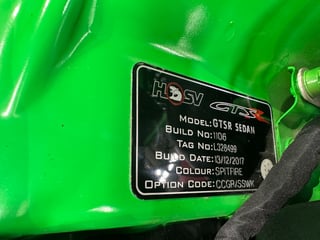 HSV GTSR
MODEL: GTSR SEDAN
BUILD NO: 1106
TAG NO: L328499
BUILD DATE: 13/12/2017
COLOUR: SPITFIRE
OPTION CODE: CCGR/SSWK